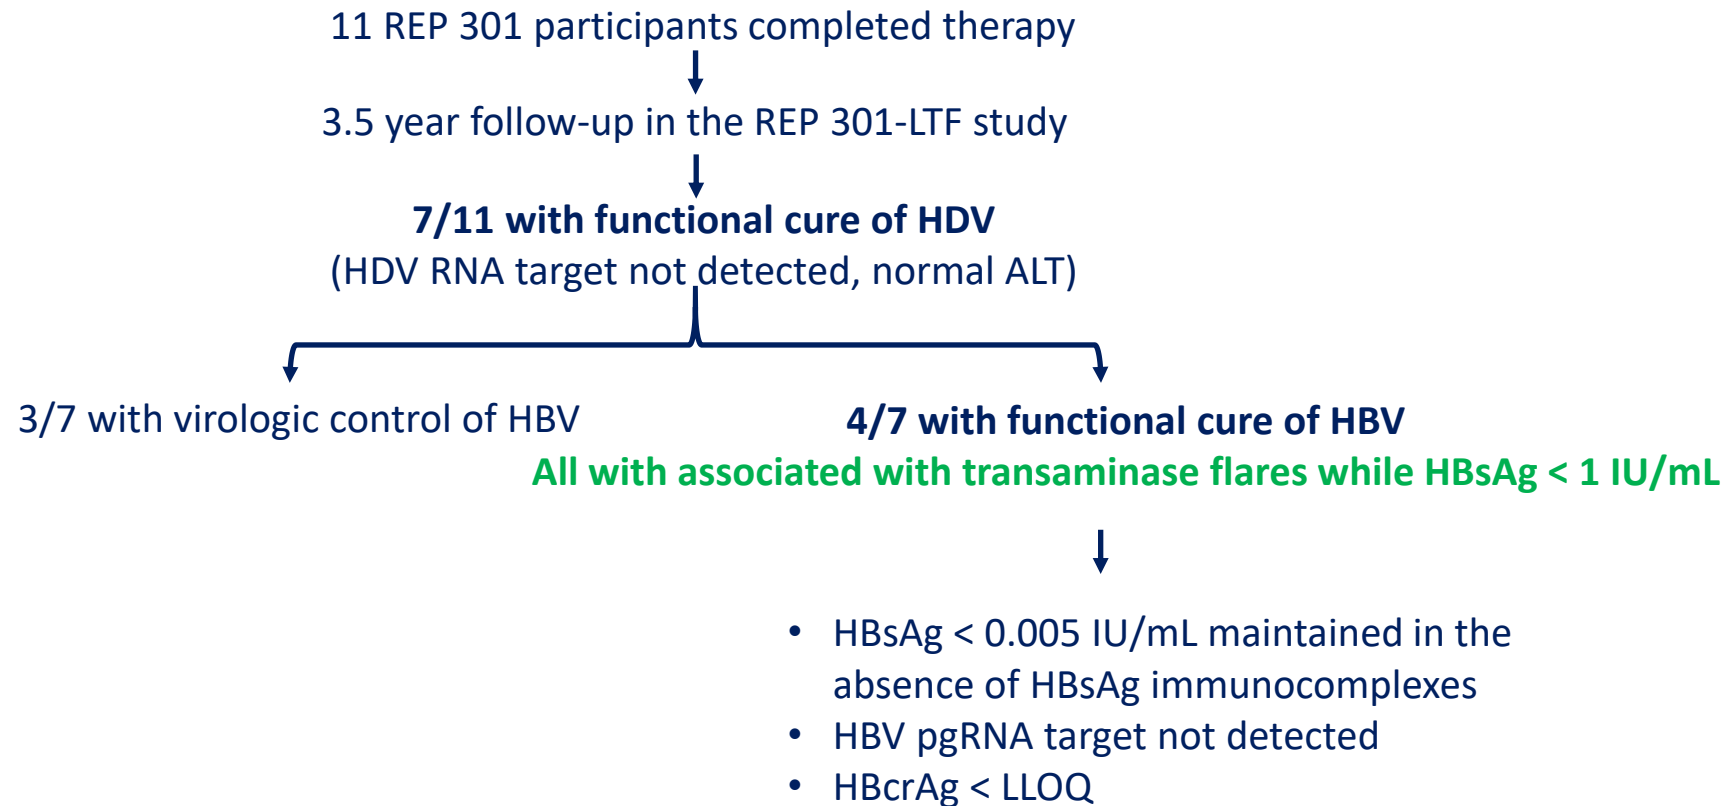 11 REP 301 participants completed therapy
3.5 year follow-up in the REP 301-LTF study
7/11 with functional cure of HDV
(HDV RNA target not detected, normal ALT)
3/7 with virologic control of HBV
4/7 with functional cure of HBV
All with associated with transaminase flares while HBsAg < 1 IU/mL
• HBsAg < 0.005 IU/mL maintained in the
absence of HBsAg immunocomplexes
• HBV pgRNA target not detected
• HBcrAg < LLOQ